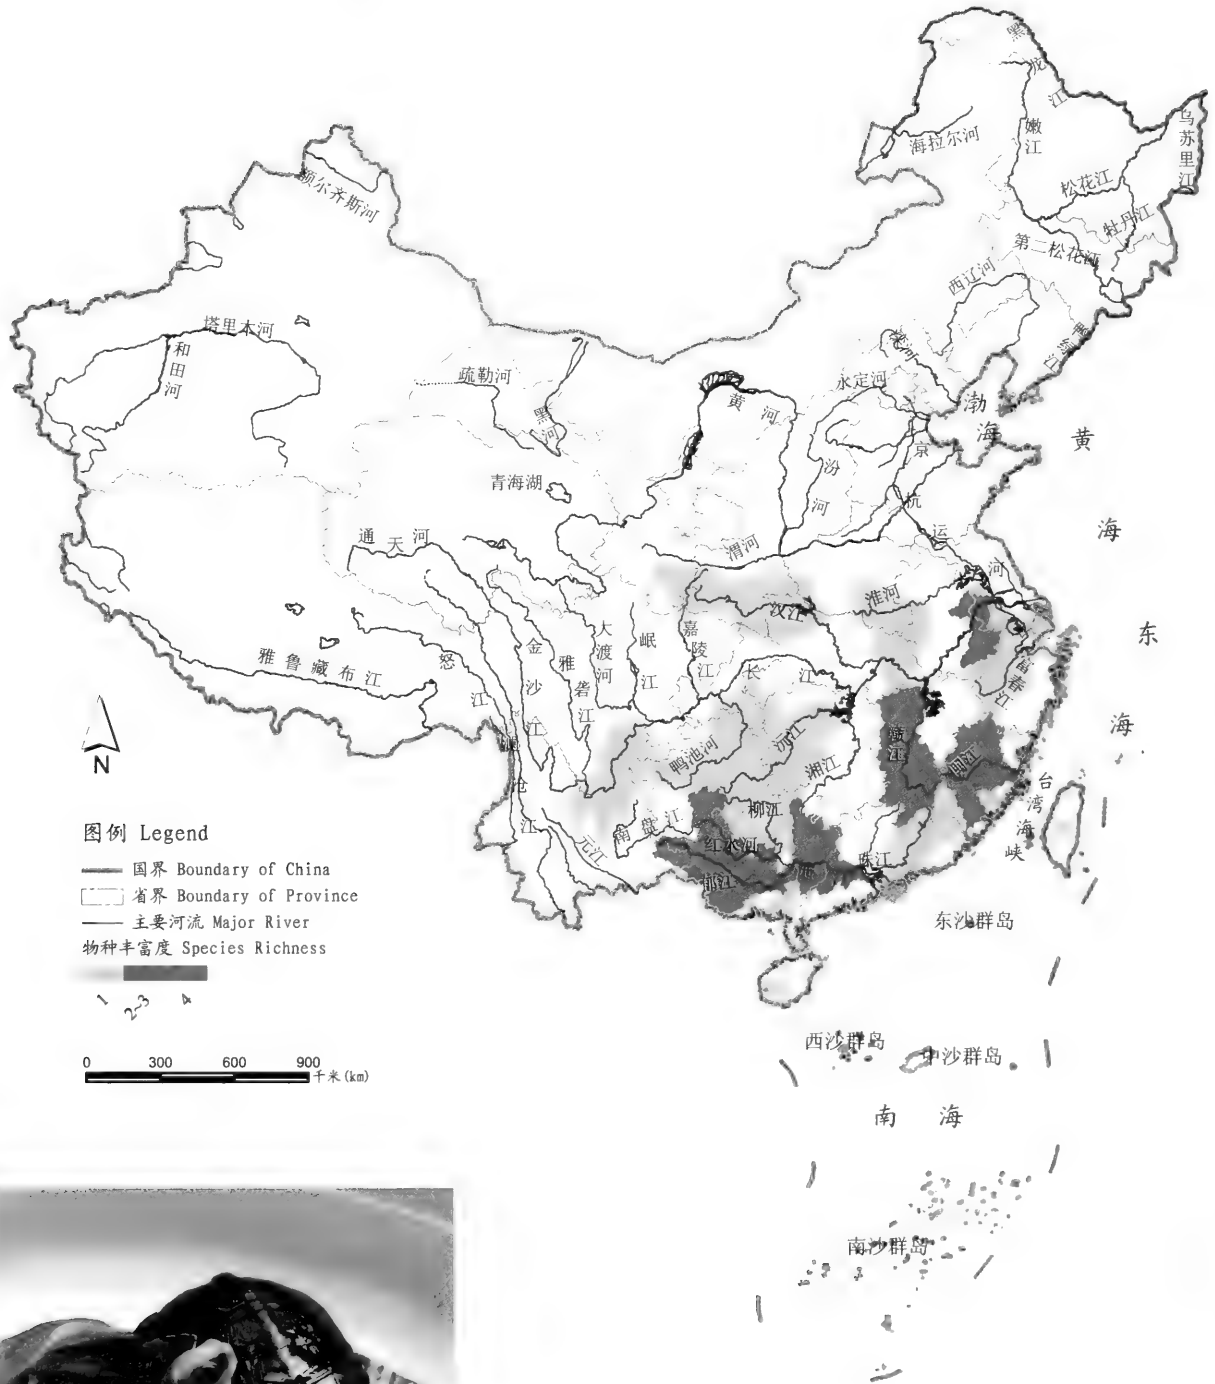 黑
龙
江
乌
苏
里
江
嫩
江
海拉尔河
松花江
牡丹江
额尔齐斯河
第二松花江
西辽河
塔里木河
和
田
河
滦河
鸭绿江
疏勒河
永定河
黑
河
黄 河
渤
海
黄
海
京
杭
运
河
汾
河
青海湖
通天河
渭河
淮河
汉江
东
海
大
渡
河
岷
江
嘉
陵
江
金
沙
江
雅
砻
江
长 江
富
春
江
雅鲁藏布江
怒
江
澜
沧
江
鸭池河
沅江
湘江
赣
江
闽江
台
湾
海
峡
N
柳江
南盘江
元江
红水河
郁江
西
珠江
图例 Legend
国界 Boundary of China
省界 Boundary of Province
主要河流 Major River
物种丰富度 Species Richness
1
2~3
4
东沙群岛
0 300 600 900
千米(km)
西沙群岛
中沙群岛
南 海
南沙群岛